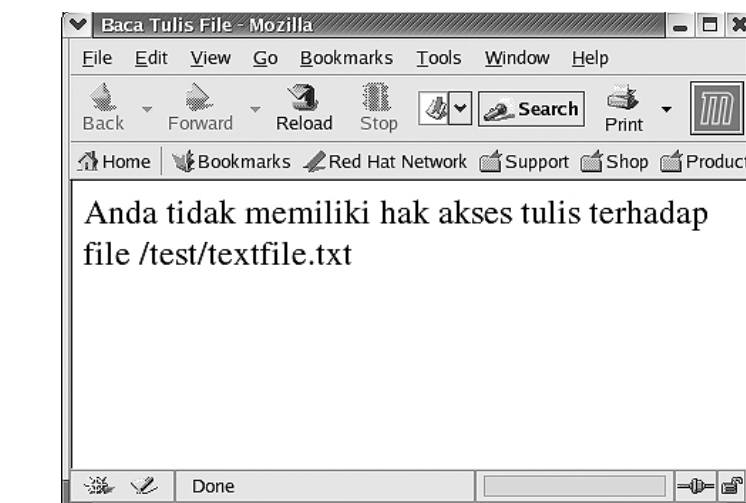 Baca Tulis File - Mozilla
File Edit View Go Bookmarks Tools Window Help
Back Forward Reload Stop Search Print
Home Bookmarks Red Hat Network Support Shop Product
Anda tidak memiliki hak akses tulis terhadap
file /test/textfile.txt
Done